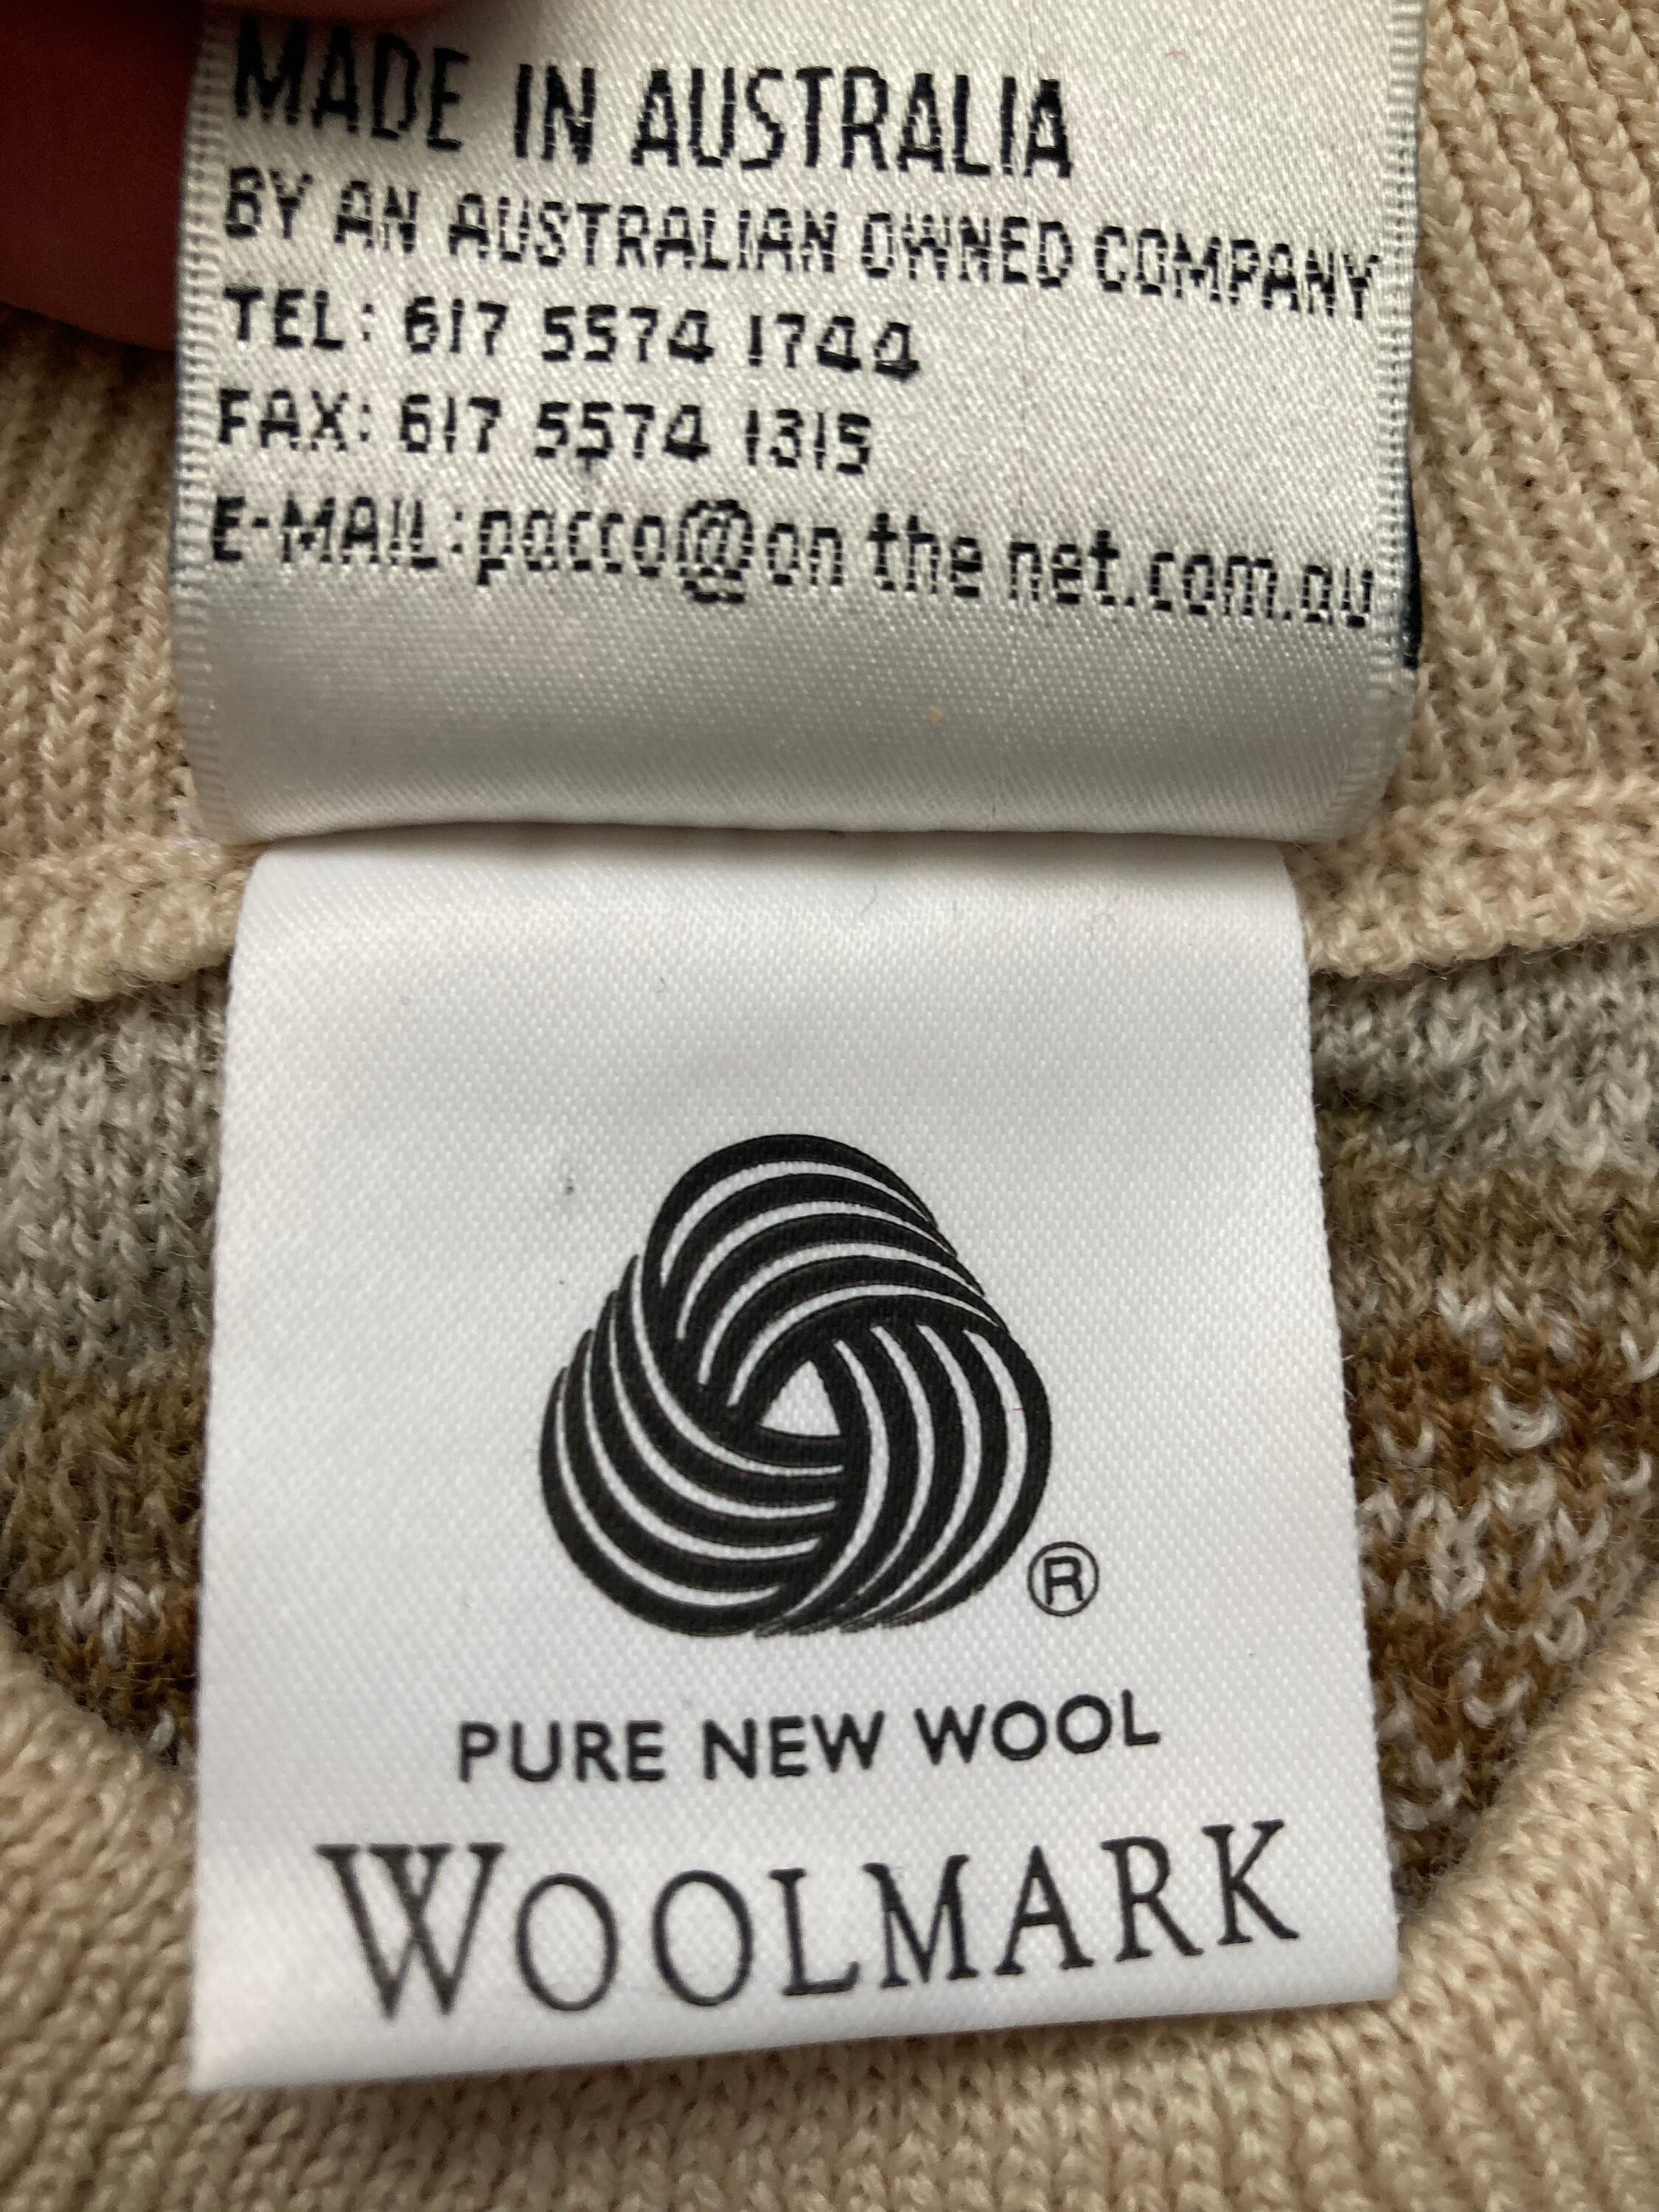 MADE IN AUSTRALIA
BY AN AUSTRALIAN OWNED COMPANY
TEL: 617 5574 1744
FAX: 617 5574 1315
E-MAIL: pacco@on the net.com.au
®
PURE NEW WOOL
WOOLMARK